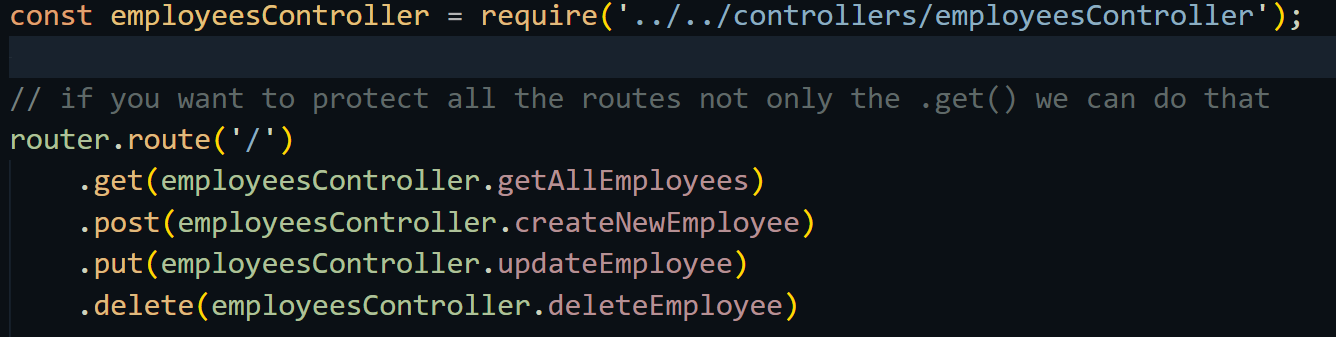 const employeesController = require('../../controllers/employeesController');
// if you want to protect all the routes not only the .get() we can do that
router.route('/')
    .get(employeesController.getAllEmployees)
    .post(employeesController.createNewEmployee)
    .put(employeesController.updateEmployee)
    .delete(employeesController.deleteEmployee)